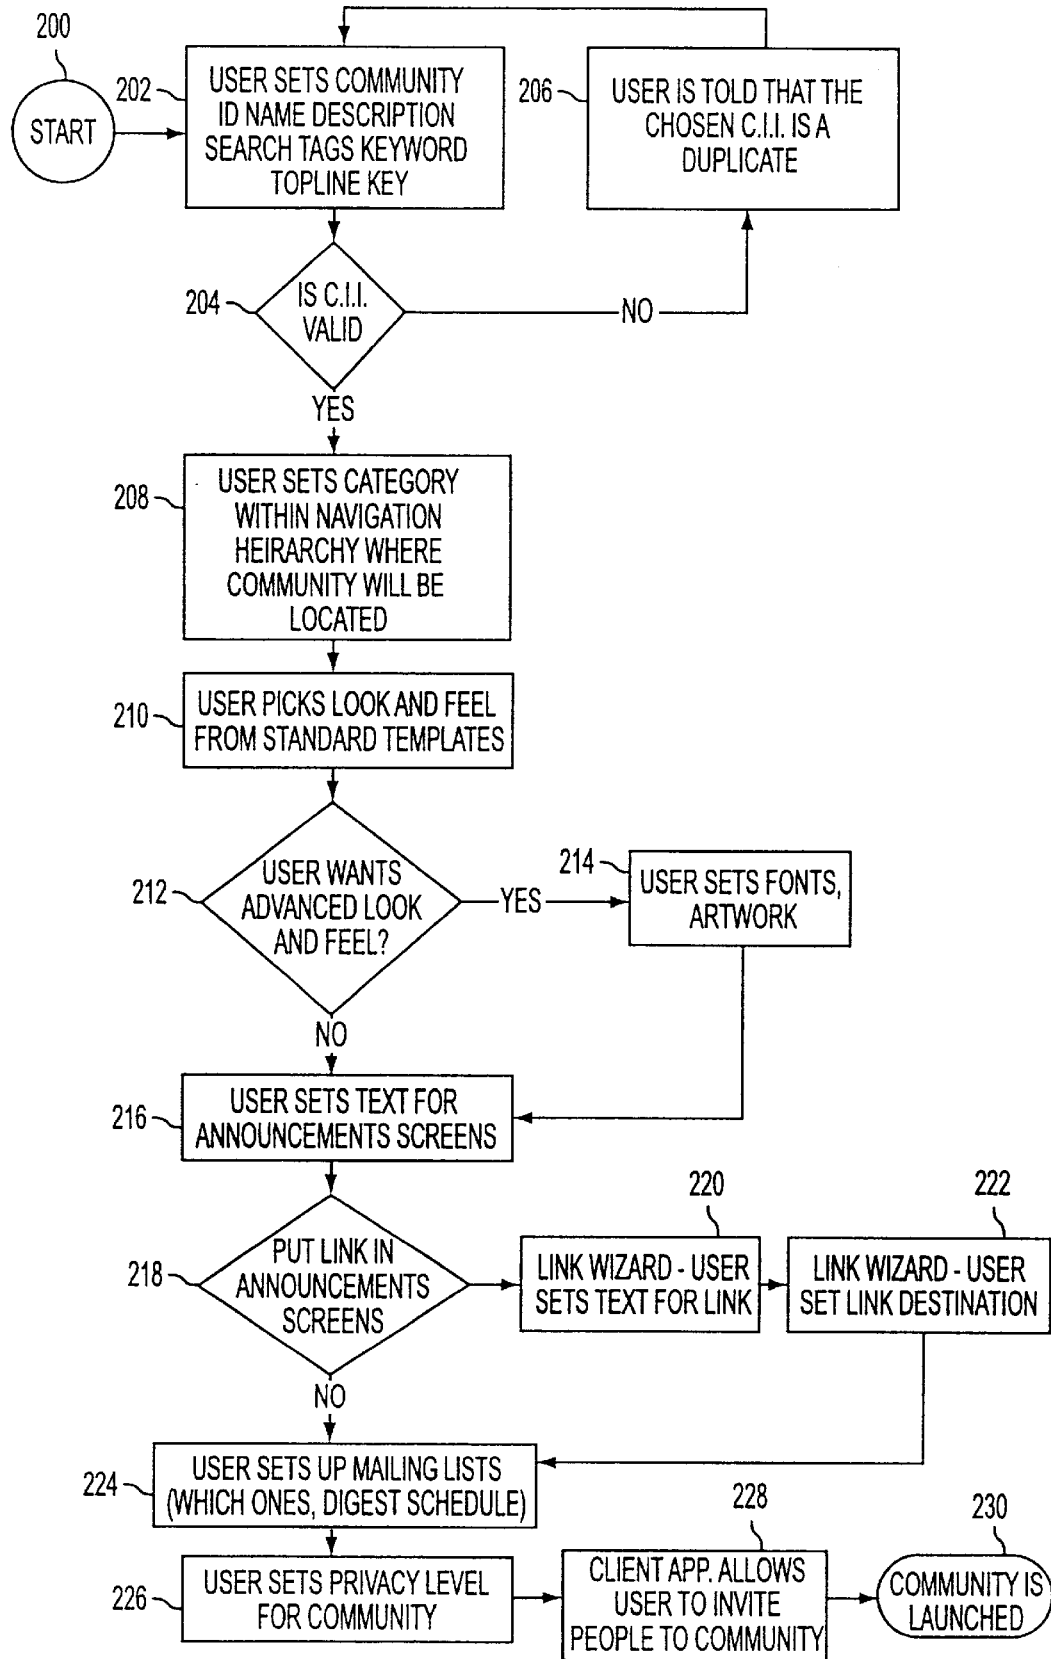 200
START
202
USER SETS COMMUNITY
ID NAME DESCRIPTION
SEARCH TAGS KEYWORD
TOPLINE KEY
206
USER IS TOLD THAT THE
CHOSEN C.I.I. IS A
DUPLICATE
204
IS C.I.I.
VALID
NO
YES
208
USER SETS CATEGORY
WITHIN NAVIGATION
HEIRARCHY WHERE
COMMUNITY WILL BE
LOCATED
210
USER PICKS LOOK AND FEEL
FROM STANDARD TEMPLATES
212
USER WANTS
ADVANCED LOOK
AND FEEL?
YES
214
USER SETS FONTS,
ARTWORK
NO
216
USER SETS TEXT FOR
ANNOUNCEMENTS SCREENS
218
PUT LINK IN
ANNOUNCEMENTS
SCREENS
220
LINK WIZARD - USER
SETS TEXT FOR LINK
222
LINK WIZARD - USER
SET LINK DESTINATION
NO
224
USER SETS UP MAILING LISTS
(WHICH ONES, DIGEST SCHEDULE)
226
USER SETS PRIVACY LEVEL
FOR COMMUNITY
228
CLIENT APP. ALLOWS
USER TO INVITE
PEOPLE TO COMMUNITY
230
COMMUNITY IS
LAUNCHED